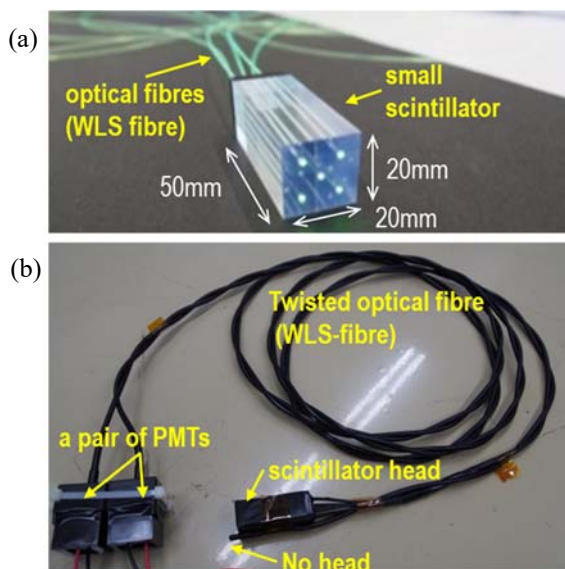 (a)
optical fibres
(WLS fibre)
small
scintillator
50mm
20mm
20mm
(b)
Twisted optical fibre
(WLS-fibre)
a pair of PMTs
scintillator head
No head